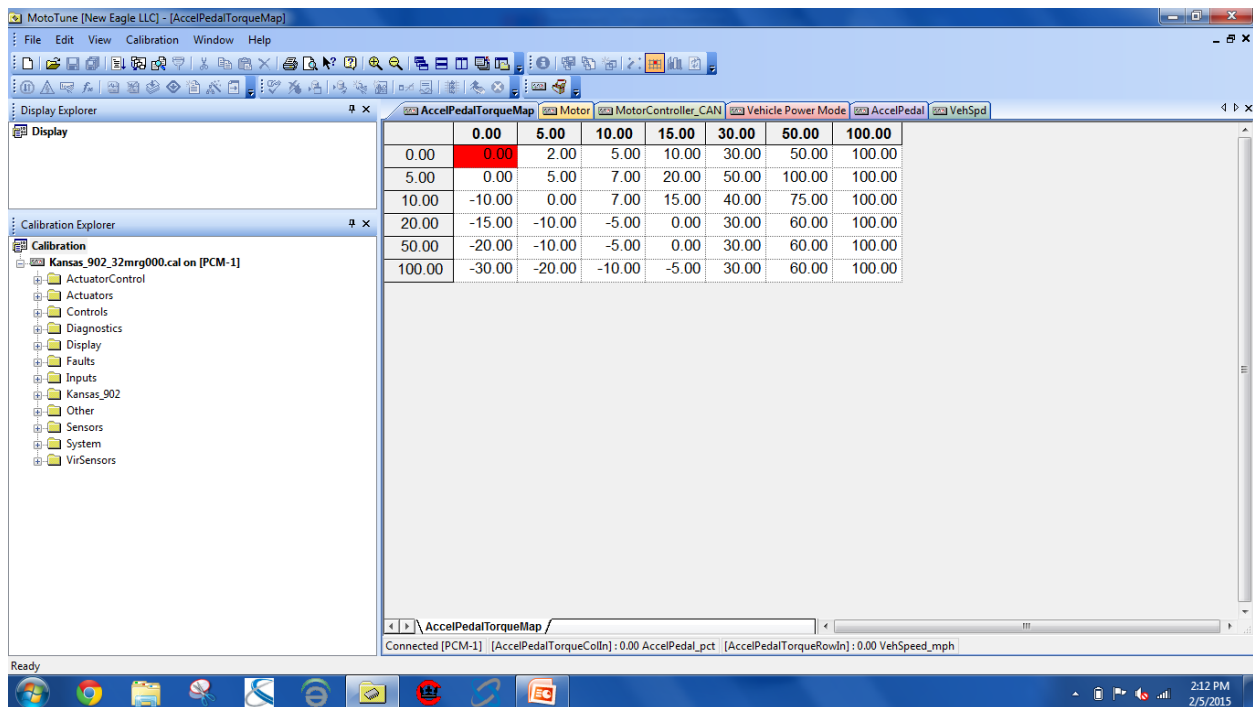 MotoTune [New Eagle LLC] - [AccelPedalTorqueMap]
File Edit View Calibration Window Help
Display Explorer
Display
Calibration Explorer
Calibration
Kansas_902_32mrg000.cal on [PCM-1]
ActuatorControl
Actuators
Controls
Diagnostics
Display
Faults
Inputs
Kansas_902
Other
Sensors
System
VirSensors
AccelPedalTorqueMap Motor MotorController_CAN Vehicle Power Mode AccelPedal VehSpd
0.00 5.00 10.00 15.00 30.00 50.00 100.00
0.00 0.00 2.00 5.00 10.00 30.00 50.00 100.00
5.00 0.00 5.00 7.00 20.00 50.00 100.00 100.00
10.00 -10.00 0.00 7.00 15.00 40.00 75.00 100.00
20.00 -15.00 -10.00 -5.00 0.00 30.00 60.00 100.00
50.00 -20.00 -10.00 -5.00 0.00 30.00 60.00 100.00
100.00 -30.00 -20.00 -10.00 -5.00 30.00 60.00 100.00
AccelPedalTorqueMap
Connected [PCM-1] [AccelPedalTorqueColIn] : 0.00 AccelPedal_pct [AccelPedalTorqueRowIn] : 0.00 VehSpeed_mph
Ready
2:12 PM
2/5/2015